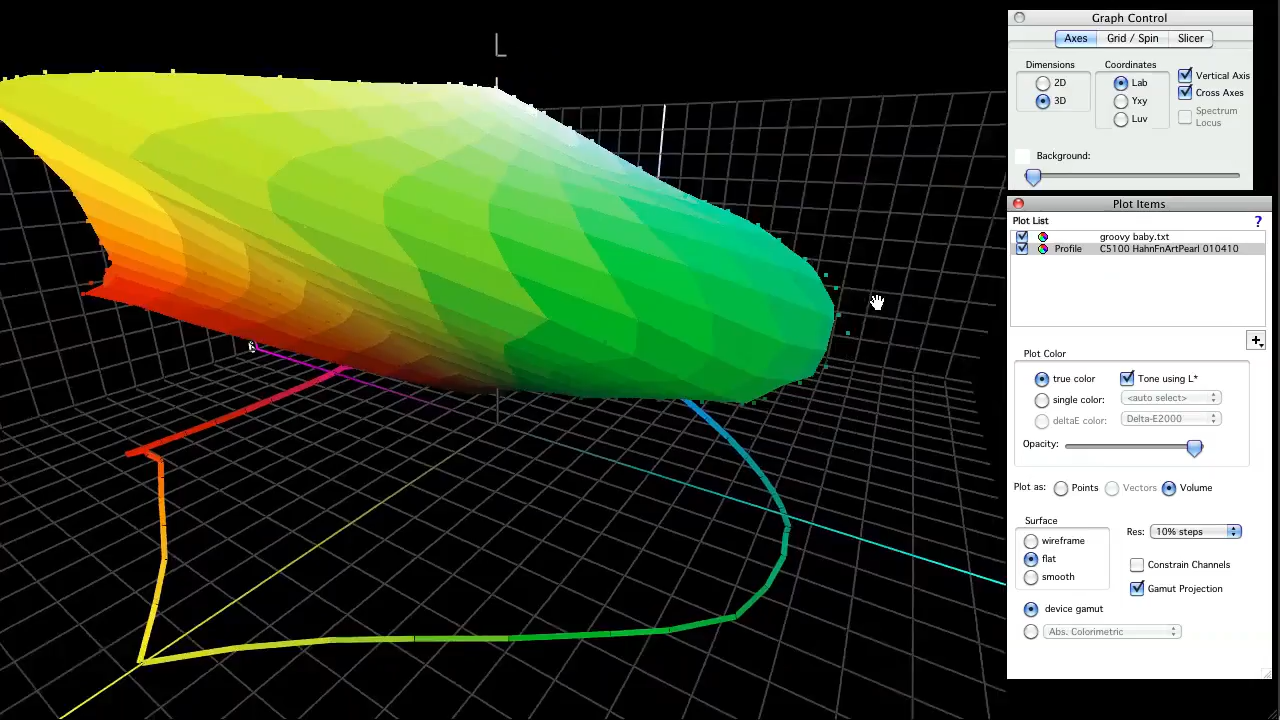 L
Graph Control
Axes
Grid / Spin
Slicer
Dimensions
2D
3D
Coordinates
Lab
Yxy
Luv
Vertical Axis
Cross Axes
Spectrum
Locus
Background:
Plot Items
Plot List
?
groovy baby.txt
Profile C5100 HahnFnArtPearl 010410
+
Plot Color
true color
Tone using L*
single color:
<auto select>
deltaE color:
Delta-E2000
Opacity:
Plot as:
Points
Vectors
Volume
Surface
wireframe
flat
smooth
Res:
10% steps
Constrain Channels
Gamut Projection
device gamut
Abs. Colorimetric